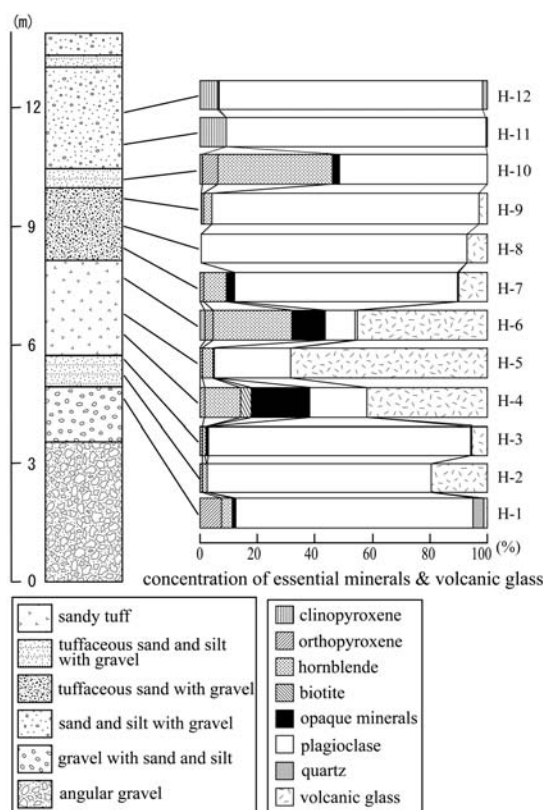 (m)
12
9
6
3
0
H-12
H-11
H-10
H-9
H-8
H-7
H-6
H-5
H-4
H-3
H-2
H-1
0 20 40 60 80 100 (%)
concentration of essential minerals & volcanic glass
sandy tuff
tuffaceous sand and silt
with gravel
tuffaceous sand with gravel
sand and silt with gravel
gravel with sand and silt
angular gravel
clinopyroxene
orthopyroxene
hornblende
biotite
opaque minerals
plagioclase
quartz
volcanic glass